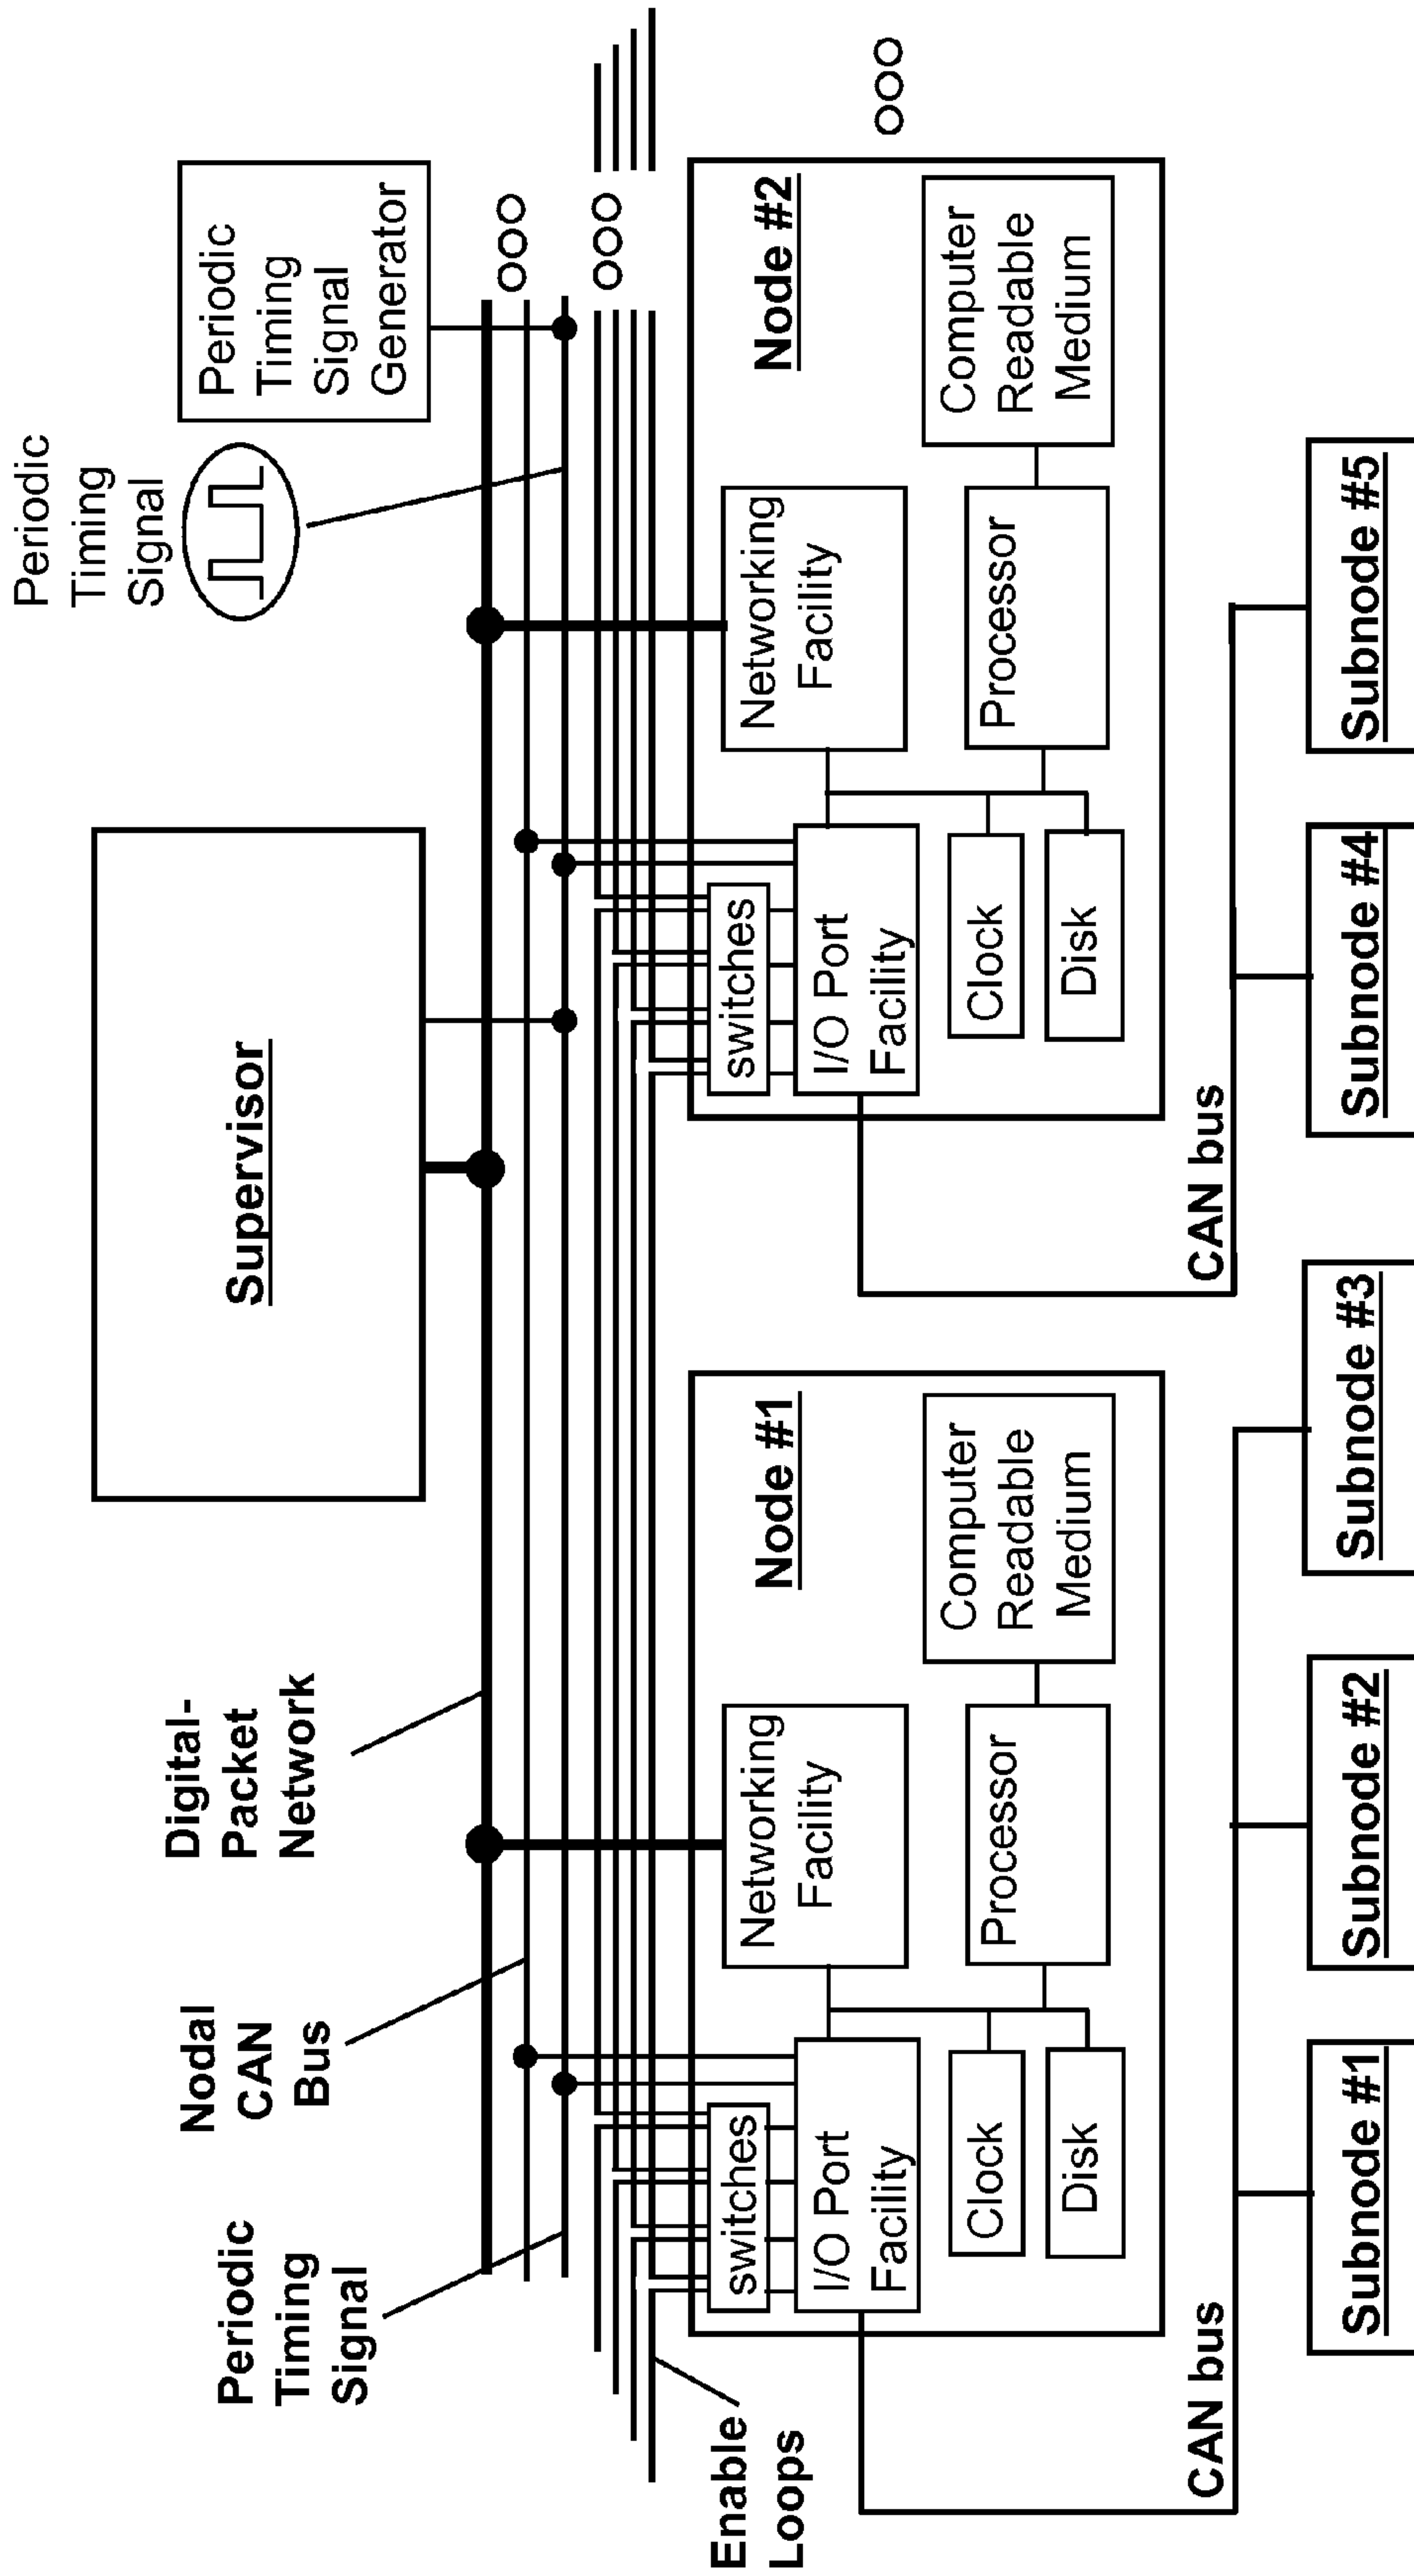 Supervisor
Periodic
Timing
Signal
Periodic
Timing
Signal
Generator
Digital-
Packet
Network
Nodal
CAN
Bus
Periodic
Timing
Signal
Enable
Loops
Node #1
switches
I/O Port
Facility
Networking
Facility
Clock
Disk
Processor
Computer
Readable
Medium
Node #2
switches
I/O Port
Facility
Networking
Facility
Clock
Disk
Processor
Computer
Readable
Medium
CAN bus
CAN bus
Subnode #1
Subnode #2
Subnode #3
Subnode #4
Subnode #5